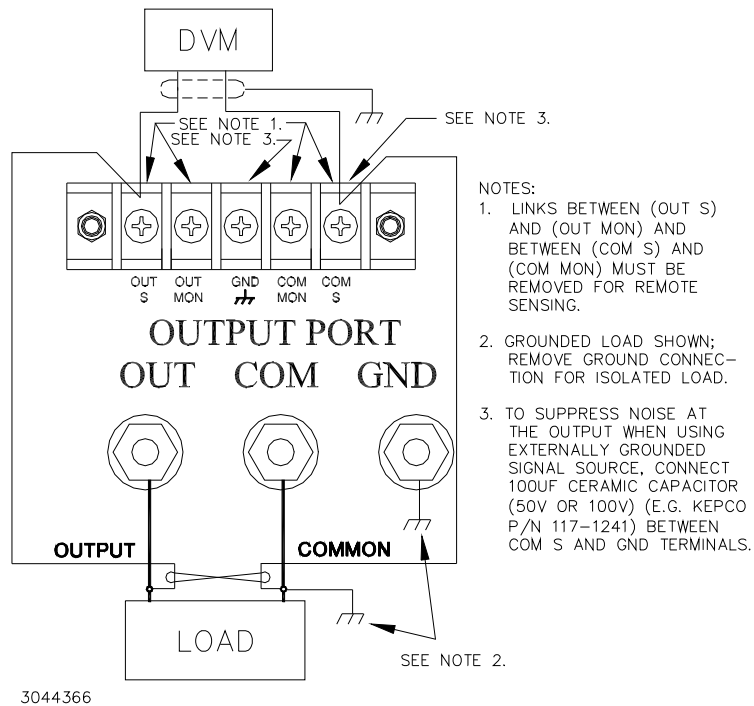 DVM
SEE NOTE 1.
SEE NOTE 3.
SEE NOTE 3.
OUT S
OUT MON
GND
COM MON
COM S
OUTPUT PORT
OUT COM GND
OUTPUT
COMMON
LOAD
SEE NOTE 2.
3044366
NOTES:
1. LINKS BETWEEN (OUT S)
AND (OUT MON) AND
BETWEEN (COM S) AND
(COM MON) MUST BE
REMOVED FOR REMOTE
SENSING.
2. GROUNDED LOAD SHOWN;
REMOVE GROUND CONNEC–
TION FOR ISOLATED LOAD.
3. TO SUPPRESS NOISE AT
THE OUTPUT WHEN USING
EXTERNALLY GROUNDED
SIGNAL SOURCE, CONNECT
100UF CERAMIC CAPACITOR
(50V OR 100V) (E.G. KEPCO
P/N 117–1241) BETWEEN
COM S AND GND TERMINALS.